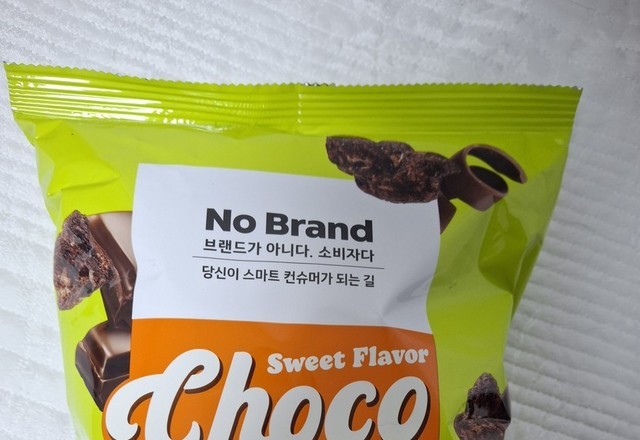 No Brand
브랜드가 아니다. 소비자다
당신이 스마트 컨슈머가 되는 길
Sweet Flavor
Choco